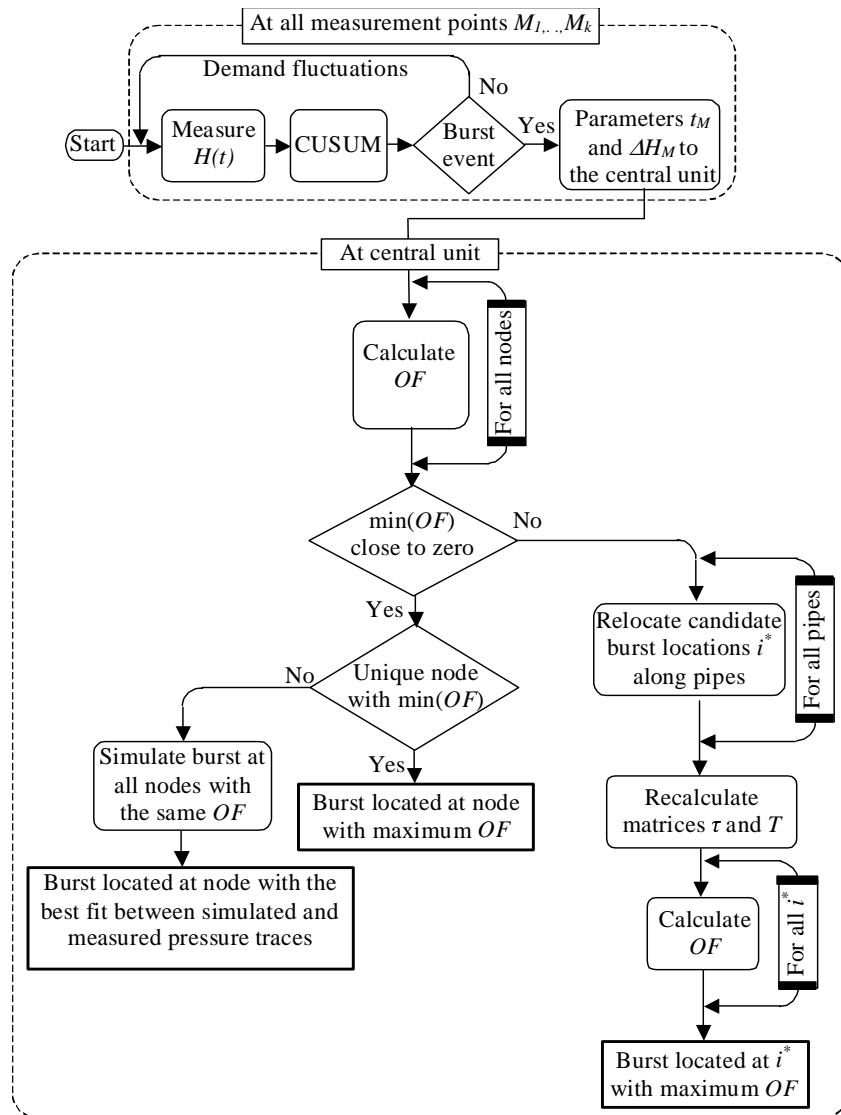 At all measurement points M1,. .,Mk
Demand fluctuations
No
Start
Measure
H(t)
CUSUM
Burst
event
Yes
Parameters tM
and ΔHM to
the central unit
At central unit
Calculate
OF
For all nodes
min(OF)
close to zero
No
Yes
Relocate candidate
burst locations i*
along pipes
For all pipes
Unique node
with min(OF)
No
Yes
Simulate burst at
all nodes with
the same OF
Burst located at node
with maximum OF
Recalculate
matrices τ and T
Burst located at node with the
best fit between simulated and
measured pressure traces
Calculate
OF
For all i*
Burst located at i*
with maximum OF